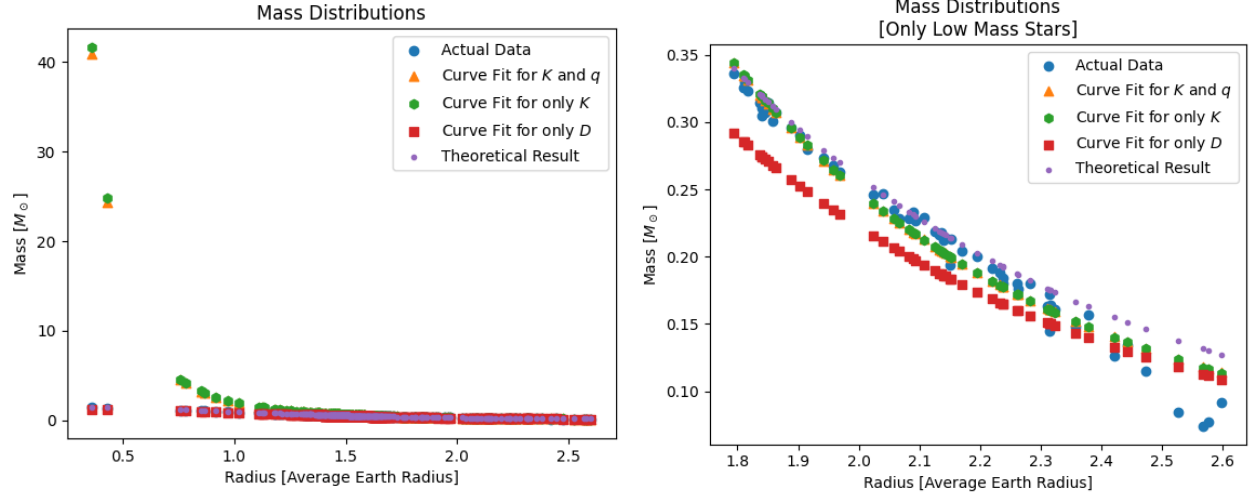 Mass Distributions
Mass [M⊙]
40
30
20
10
0
0.5
1.0
1.5
2.0
2.5
Radius [Average Earth Radius]
Actual Data
Curve Fit for K and q
Curve Fit for only K
Curve Fit for only D
Theoretical Result
Mass Distributions
[Only Low Mass Stars]
Mass [M⊙]
0.35
0.30
0.25
0.20
0.15
0.10
1.8
1.9
2.0
2.1
2.2
2.3
2.4
2.5
2.6
Radius [Average Earth Radius]
Actual Data
Curve Fit for K and q
Curve Fit for only K
Curve Fit for only D
Theoretical Result